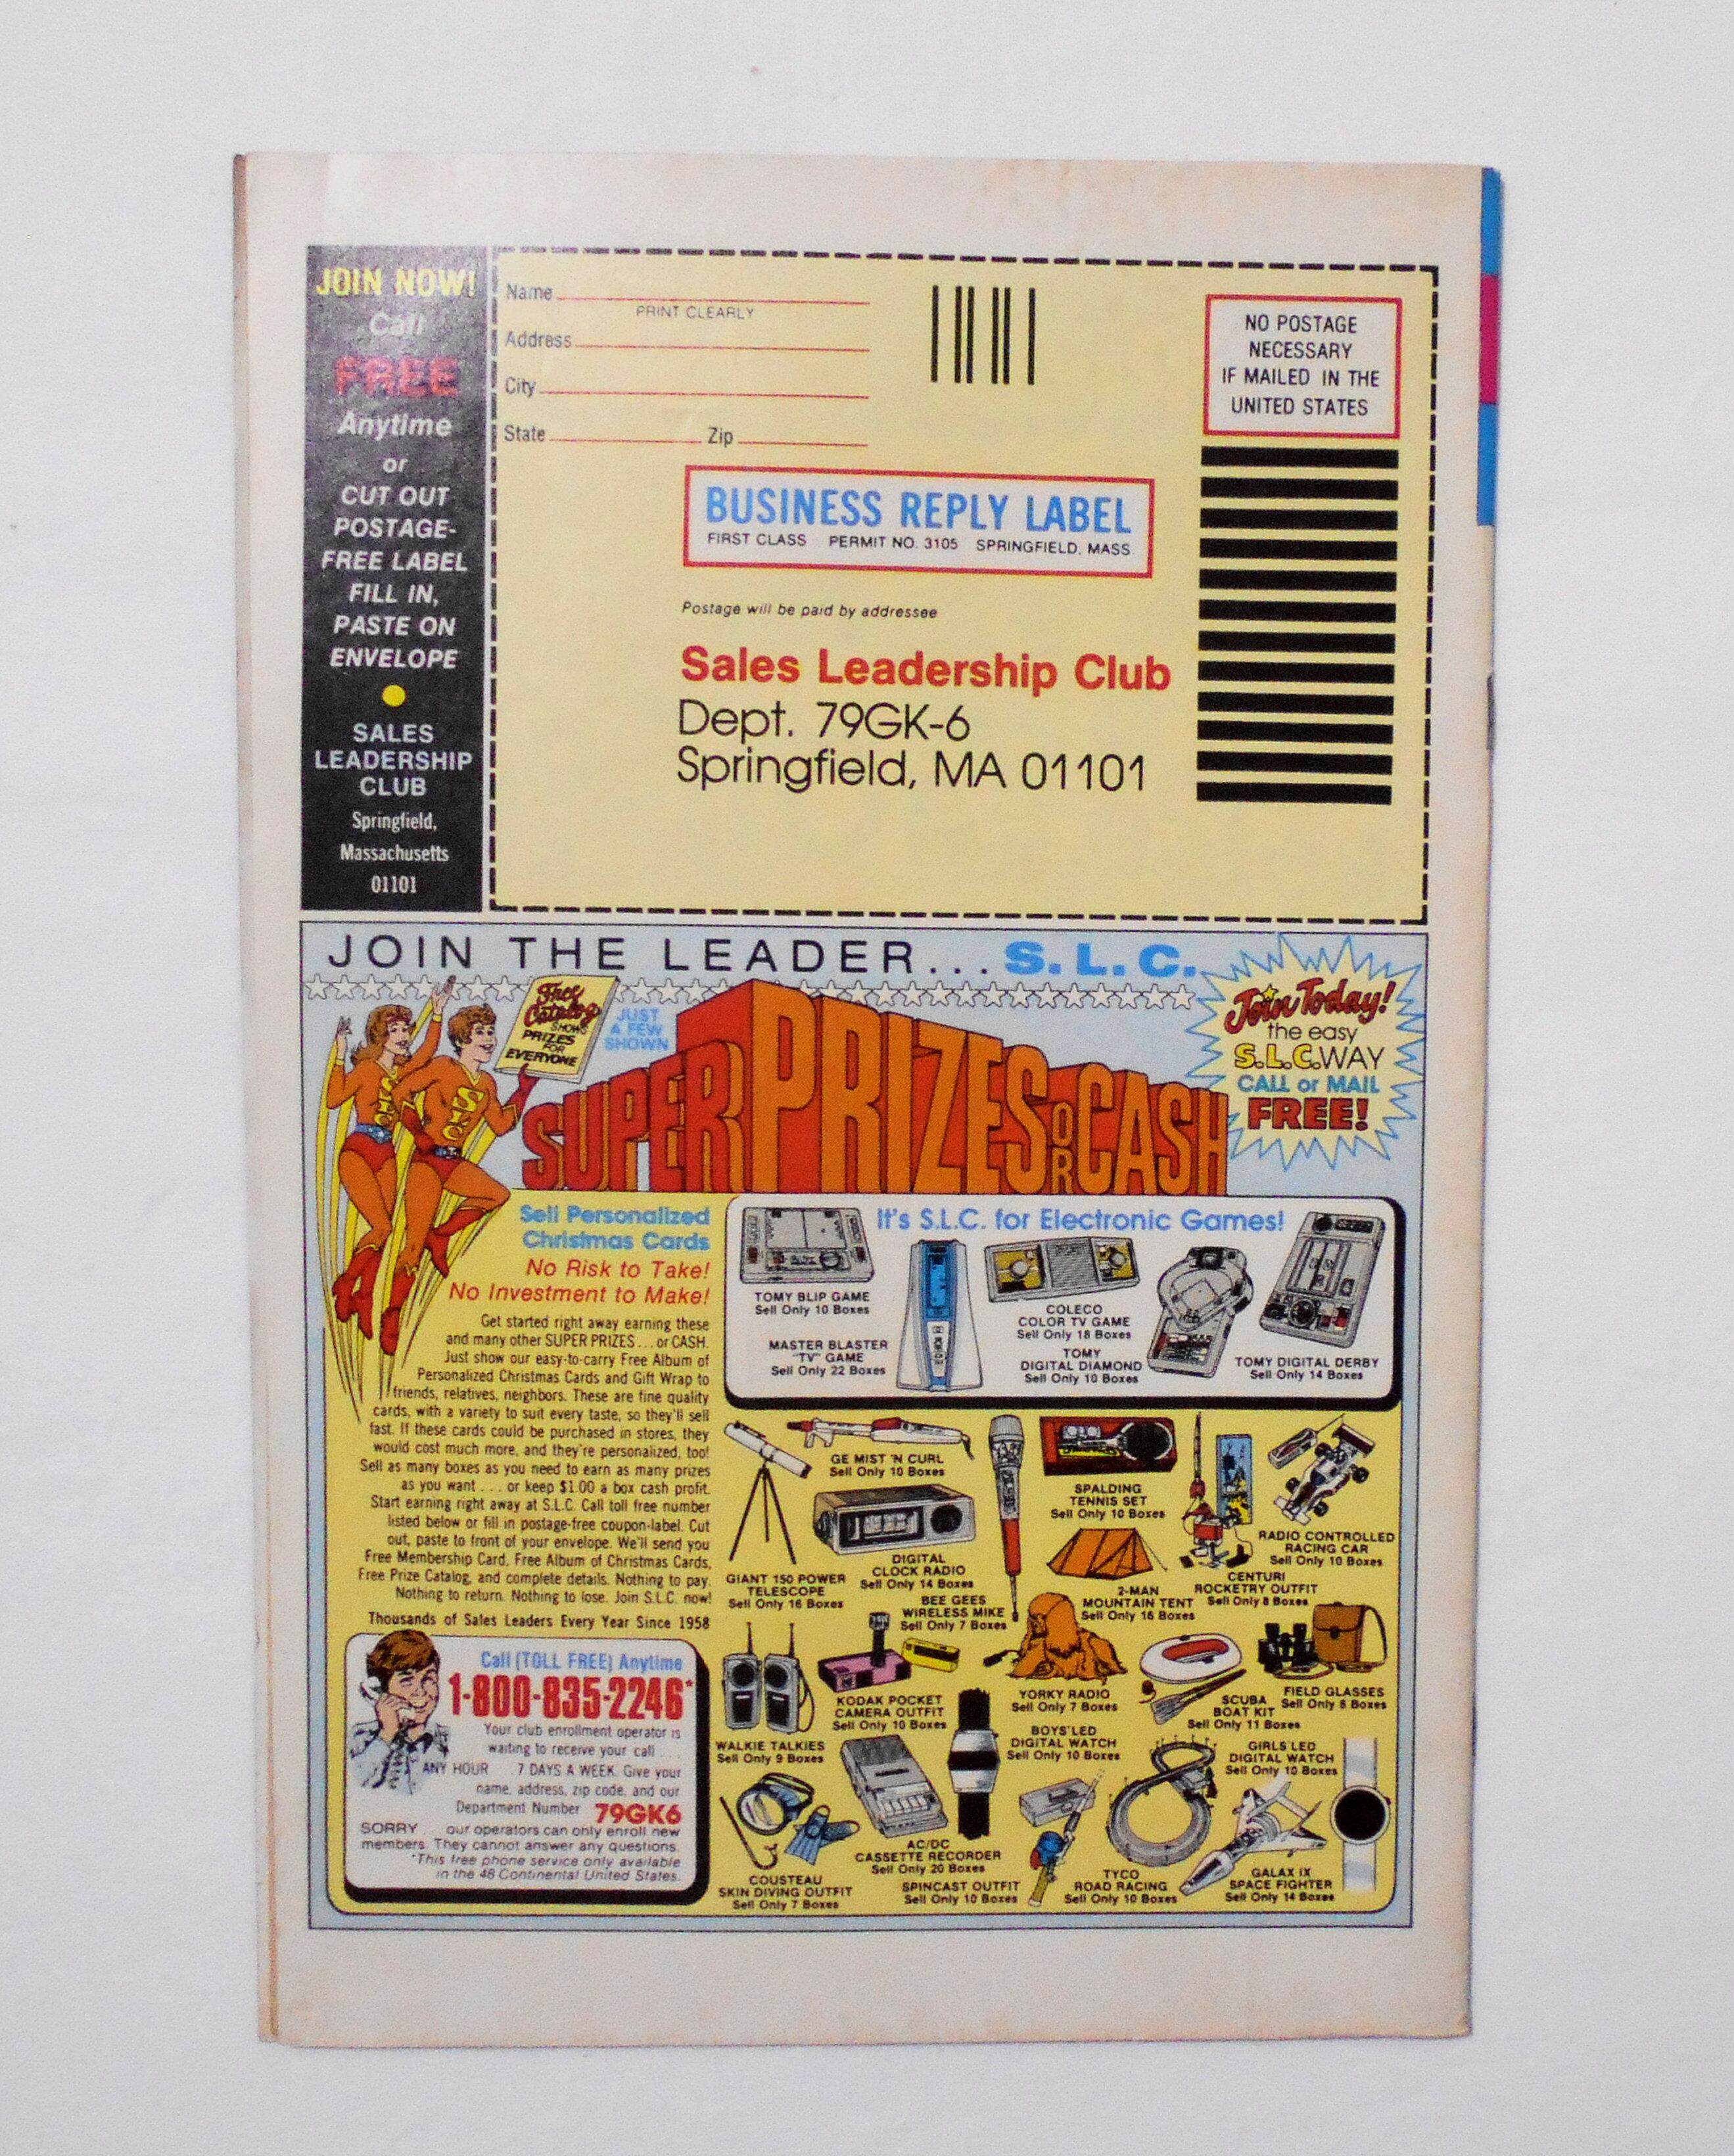 JOIN NOW!
Call
FREE
Anytime
or
CUT OUT
POSTAGE-
FREE LABEL
FILL IN,
PASTE ON
ENVELOPE
SALES
LEADERSHIP
CLUB
Springfield,
Massachusetts
01101
Name
PRINT CLEARLY
Address
City
State Zip
NO POSTAGE
NECESSARY
IF MAILED IN THE
UNITED STATES
BUSINESS REPLY LABEL
FIRST CLASS PERMIT NO. 3105 SPRINGFIELD, MASS.
Postage will be paid by addressee
Sales Leadership Club
Dept. 79GK-6
Springfield, MA 01101
JOIN THE LEADER... S.L.C.
Free
Catalog
SHOWS
PRIZES
FOR
EVERYONE
JUST
A FEW
SHOWN
SUPER PRIZES OR CASH
Join Today!
the easy
S.L.C. WAY
CALL or MAIL
FREE!
Sell Personalized
Christmas Cards
No Risk to Take!
No Investment to Make!
Get started right away earning these
and many other SUPER PRIZES... or CASH.
Just show our easy-to-carry Free Album of
Personalized Christmas Cards and Gift Wrap to
friends, relatives, neighbors. These are fine quality
cards, with a variety to suit every taste, so they'll sell
fast. If these cards could be purchased in stores, they
would cost much more, and they're personalized, too!
Sell as many boxes as you need to earn as many prizes
as you want... or keep $1.00 a box cash profit.
Start earning right away at S.L.C. Call toll free number
listed below or fill in postage-free coupon-label. Cut
out, paste to front of your envelope. We'll send you
Free Membership Card, Free Album of Christmas Cards,
Free Prize Catalog, and complete details. Nothing to pay.
Nothing to return. Nothing to lose. Join S.L.C. now!
Thousands of Sales Leaders Every Year Since 1958
Call (TOLL FREE) Anytime
1-800-835-2246*
Your club enrollment operator is
waiting to receive your call...
ANY HOUR 7 DAYS A WEEK. Give your
name, address, zip code, and our
Department Number 79GK6
SORRY... our operators can only enroll new
members. They cannot answer any questions.
*This free phone service only available
in the 48 Continental United States.
It's S.L.C. for Electronic Games!
TOMY BLIP GAME
Sell Only 10 Boxes
MASTER BLASTER
"TV" GAME
Sell Only 22 Boxes
COLECO
COLOR TV GAME
Sell Only 18 Boxes
TOMY
DIGITAL DIAMOND
Sell Only 10 Boxes
TOMY DIGITAL DERBY
Sell Only 14 Boxes
GE MIST 'N CURL
Sell Only 10 Boxes
SPALDING
TENNIS SET
Sell Only 10 Boxes
RADIO CONTROLLED
RACING CAR
Sell Only 10 Boxes
GIANT 150 POWER
TELESCOPE
Sell Only 16 Boxes
DIGITAL
CLOCK RADIO
Sell Only 14 Boxes
BEE GEES
WIRELESS MIKE
Sell Only 7 Boxes
2-MAN
MOUNTAIN TENT
Sell Only 16 Boxes
CENTURI
ROCKETRY OUTFIT
Sell Only 8 Boxes
WALKIE TALKIES
Sell Only 9 Boxes
KODAK POCKET
CAMERA OUTFIT
Sell Only 10 Boxes
YORKY RADIO
Sell Only 7 Boxes
SCUBA
BOAT KIT
Sell Only 11 Boxes
FIELD GLASSES
Sell Only 8 Boxes
BOYS' LED
DIGITAL WATCH
Sell Only 10 Boxes
GIRLS' LED
DIGITAL WATCH
Sell Only 10 Boxes
COUSTEAU
SKIN DIVING OUTFIT
Sell Only 7 Boxes
AC/DC
CASSETTE RECORDER
Sell Only 20 Boxes
SPINCAST OUTFIT
Sell Only 10 Boxes
TYCO
ROAD RACING
Sell Only 10 Boxes
GALAX IX
SPACE FIGHTER
Sell Only 14 Boxes